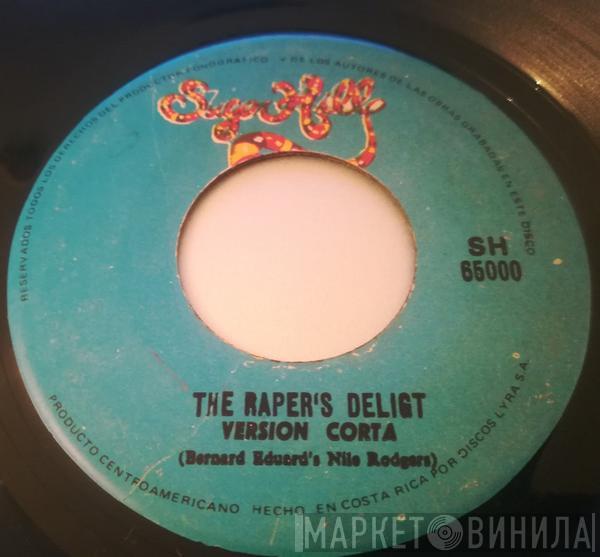 RESERVADOS TODOS LOS DERECHOS DEL PRODUCTOR FONOGRAFICO Y DE LOS AUTORES DE LAS OBRAS GRABADAS EN ESTE DISCO
Sugar Hill
SH
65000
THE RAPER'S DELIGT
VERSION CORTA
(Bernard Eduard's Nile Rodgers)
PRODUCTO CENTROAMERICANO HECHO EN COSTA RICA POR DISCOS LYRA S.A.
МАРКЕТ ВИНИЛА